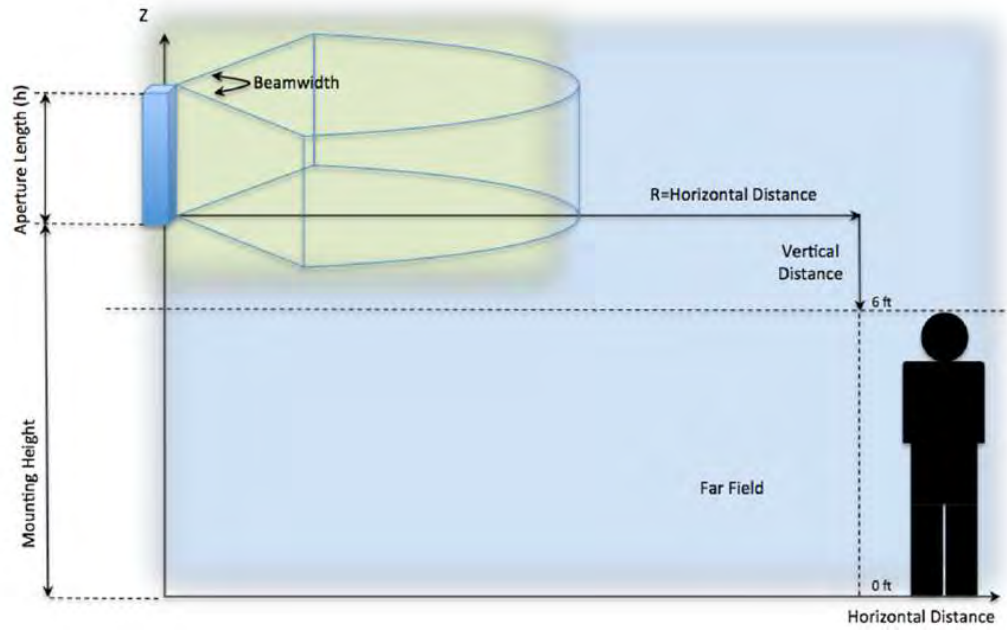 Z
Beamwidth
Aperture Length (h)
R=Horizontal Distance
Vertical
Distance
6 ft
Mounting Height
Far Field
0 ft
Horizontal Distance